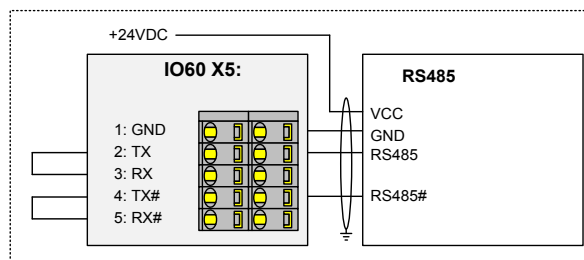 +24VDC
IO60 X5:
1: GND
2: TX
3: RX
4: TX#
5: RX#
RS485
VCC
GND
RS485
RS485#